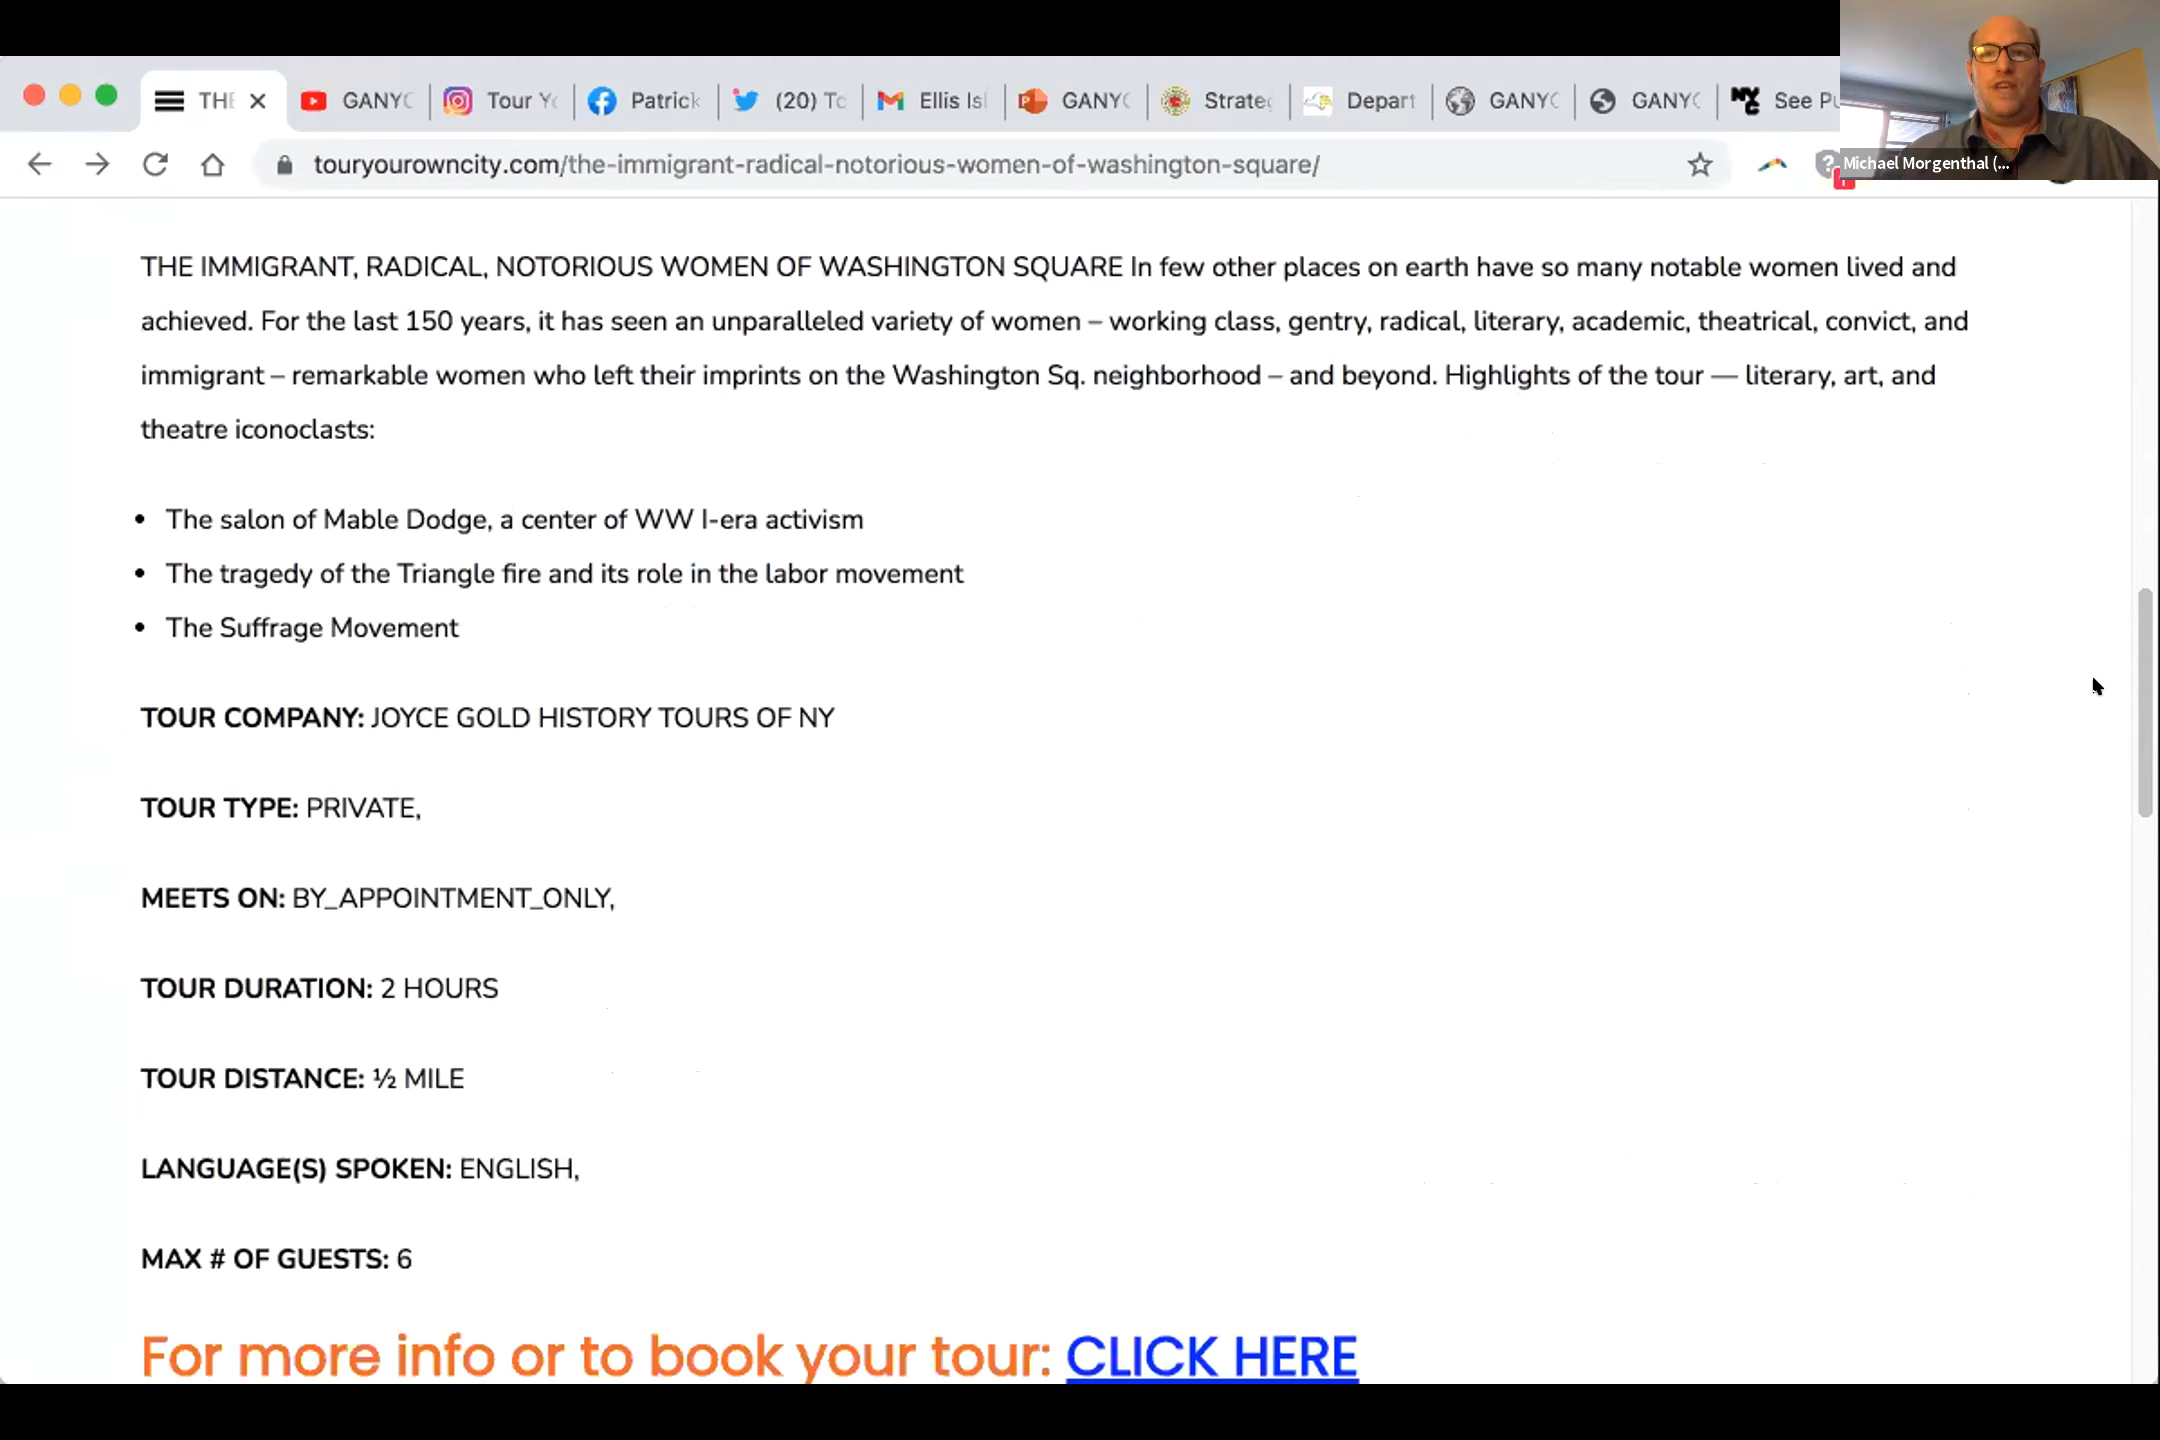 THE
GANYC
Tour Yo
Patrick
(20) To
Ellis Isl
GANYC
Strateg
Depart
GANYC
GANYC
See Pu
touryourowncity.com/the-immigrant-radical-notorious-women-of-washington-square/
Michael Morgenthal (...
THE IMMIGRANT, RADICAL, NOTORIOUS WOMEN OF WASHINGTON SQUARE In few other places on earth have so many notable women lived and
achieved. For the last 150 years, it has seen an unparalleled variety of women – working class, gentry, radical, literary, academic, theatrical, convict, and
immigrant – remarkable women who left their imprints on the Washington Sq. neighborhood – and beyond. Highlights of the tour — literary, art, and
theatre iconoclasts:
• The salon of Mable Dodge, a center of WW I-era activism
• The tragedy of the Triangle fire and its role in the labor movement
• The Suffrage Movement
TOUR COMPANY: JOYCE GOLD HISTORY TOURS OF NY
TOUR TYPE: PRIVATE,
MEETS ON: BY_APPOINTMENT_ONLY,
TOUR DURATION: 2 HOURS
TOUR DISTANCE: ½ MILE
LANGUAGE(S) SPOKEN: ENGLISH,
MAX # OF GUESTS: 6
For more info or to book your tour: CLICK HERE